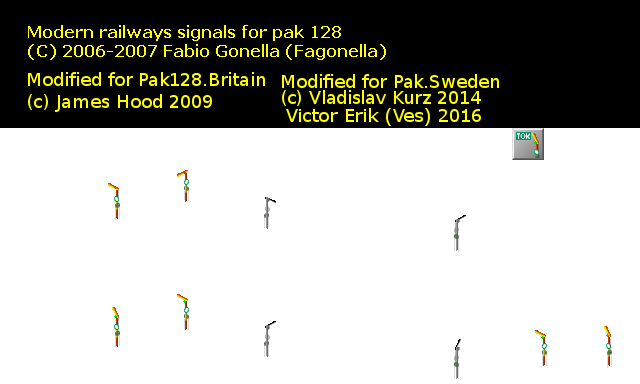 Modern railways signals for pak 128
(C) 2006-2007 Fabio Gonella (Fagonella)
Modified for Pak128.Britain
(c) James Hood 2009
Modified for Pak.Sweden
(c) Vladislav Kurz 2014
Victor Erik (Ves) 2016
TOK